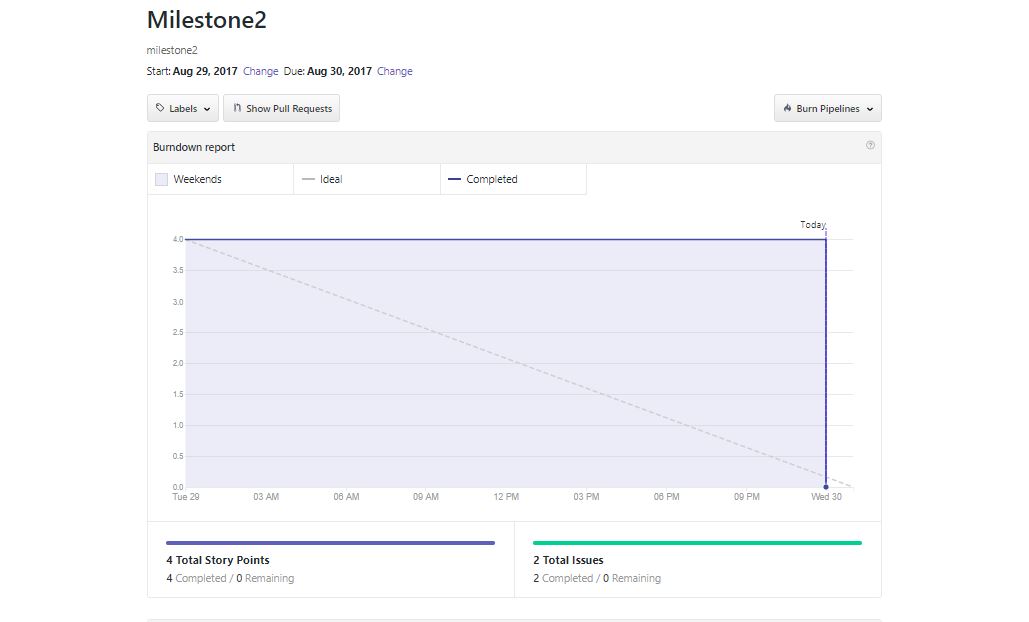 Milestone2
milestone2
Start: Aug 29, 2017 Change Due: Aug 30, 2017 Change
Labels Show Pull Requests Burn Pipelines
Burndown report
Weekends Ideal Completed
Today
4.0
3.5
3.0
2.5
2.0
1.5
1.0
0.5
0.0
Tue 29 03 AM 06 AM 09 AM 12 PM 03 PM 06 PM 09 PM Wed 30
4 Total Story Points
4 Completed / 0 Remaining
2 Total Issues
2 Completed / 0 Remaining